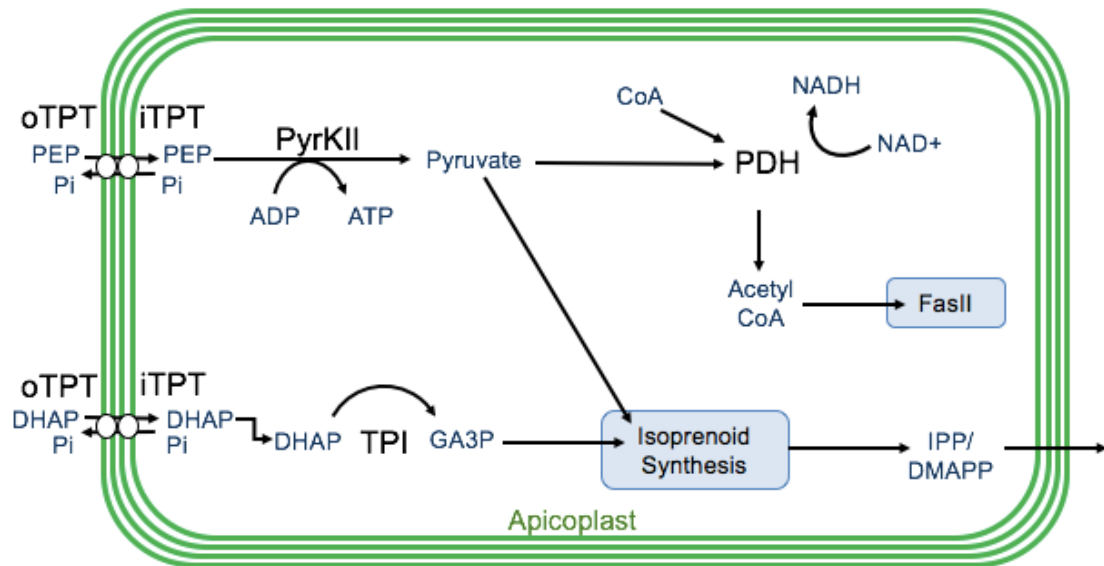 NADH
CoA
NAD+
oTPT iTPT
PEP PEP
Pi Pi
PyrKII
ADP ATP
Pyruvate
PDH
Acetyl
CoA
FasII
oTPT iTPT
DHAP DHAP
Pi Pi
DHAP TPI GA3P
Isoprenoid
Synthesis
IPP/
DMAPP
Apicoplast